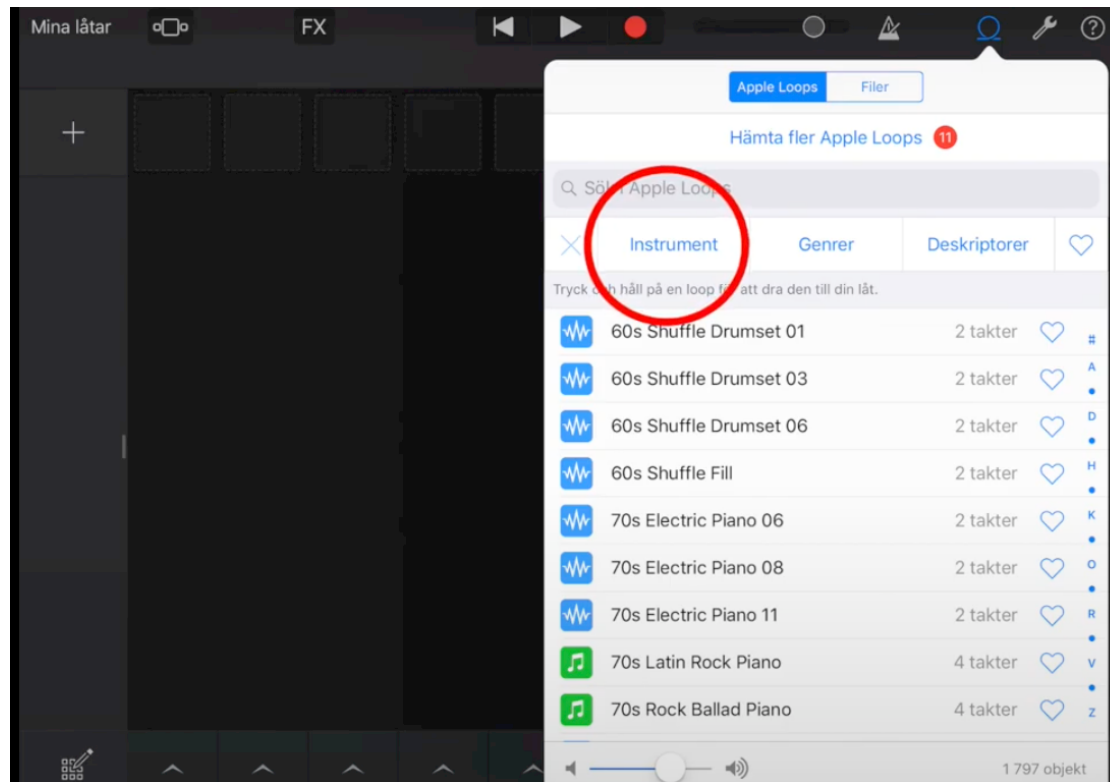 Mina låtar FX
Apple Loops Filer
Hämta fler Apple Loops 11
Sök i Apple Loops
Instrument Genrer Deskriptorer
Tryck och håll på en loop för att dra den till din låt.
60s Shuffle Drumset 01 2 takter
#
60s Shuffle Drumset 03 2 takter
A
60s Shuffle Drumset 06 2 takter
D
60s Shuffle Fill 2 takter
H
70s Electric Piano 06 2 takter
K
70s Electric Piano 08 2 takter
O
70s Electric Piano 11 2 takter
R
70s Latin Rock Piano 4 takter
V
70s Rock Ballad Piano 4 takter
Z
1 797 objekt